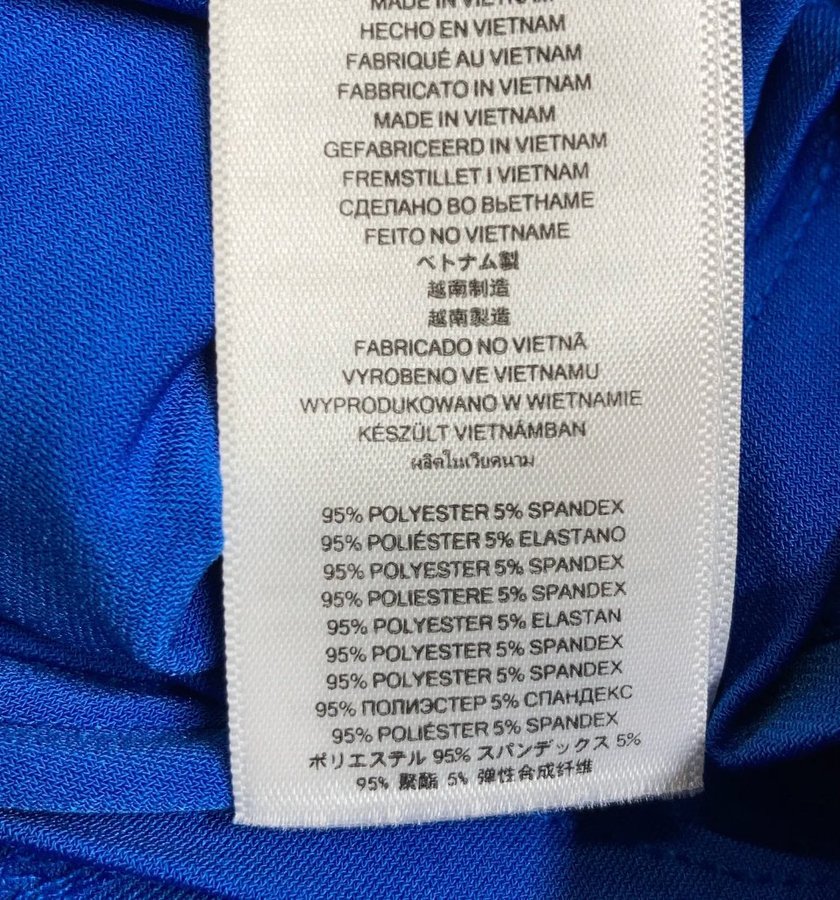 MADE IN VIETNAM
HECHO EN VIETNAM
FABRIQUÉ AU VIETNAM
FABBRICATO IN VIETNAM
MADE IN VIETNAM
GEFABRICEERD IN VIETNAM
FREMSTILLET I VIETNAM
СДЕЛАНО ВО ВЬЕТНАМЕ
FEITO NO VIETNAME
ベトナム製
越南制造
越南製造
FABRICADO NO VIETNÃ
VYROBENO VE VIETNAMU
WYPRODUKOWANO W WIETNAMIE
KÉSZÜLT VIETNÁMBAN
ผลิตในเวียดนาม
95% POLYESTER 5% SPANDEX
95% POLIÉSTER 5% ELASTANO
95% POLYESTER 5% SPANDEX
95% POLIESTERE 5% SPANDEX
95% POLYESTER 5% ELASTAN
95% POLYESTER 5% SPANDEX
95% POLYESTER 5% SPANDEX
95% ПОЛИЭСТЕР 5% СПАНДЕКС
95% POLIÉSTER 5% SPANDEX
ポリエステル 95% スパンデックス 5%
95% 聚酯 5% 弹性合成纤维